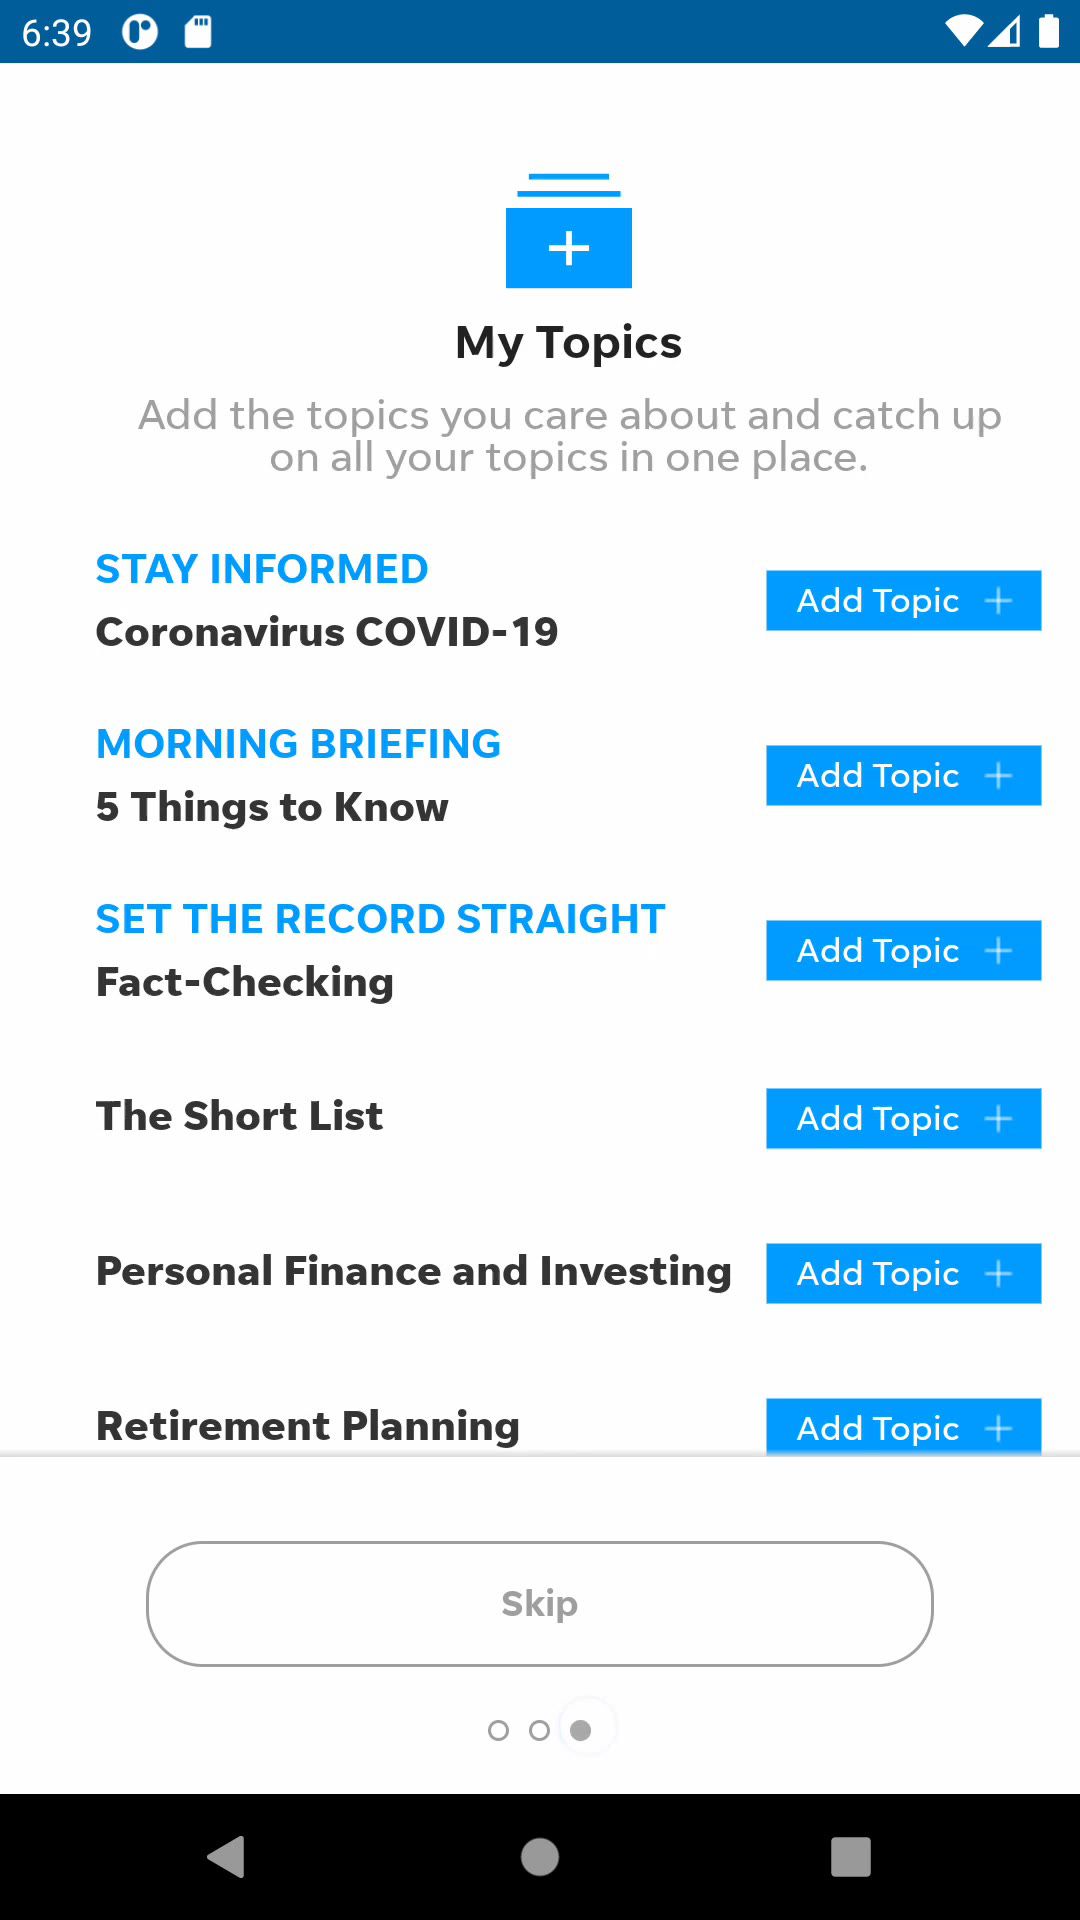 6:39
My Topics
Add the topics you care about and catch up
on all your topics in one place.
STAY INFORMED
Coronavirus COVID-19
Add Topic
MORNING BRIEFING
5 Things to Know
Add Topic
SET THE RECORD STRAIGHT
Fact-Checking
Add Topic
The Short List
Add Topic
Personal Finance and Investing
Add Topic
Retirement Planning
Add Topic
Skip